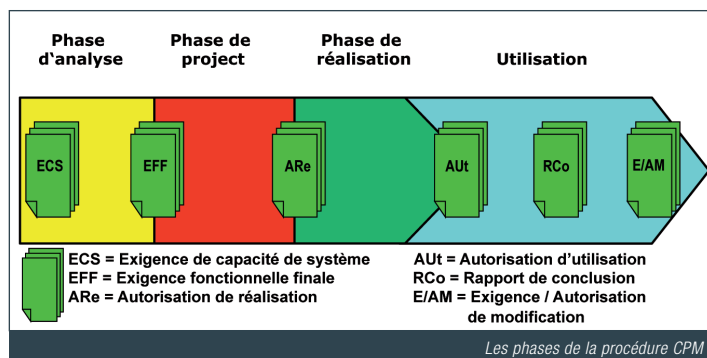 Phase d'analyse
Phase de project
Phase de réalisation
Utilisation
ECS
EFF
ARe
AUt
RCo
E/AM
ECS = Exigence de capacité de système
EFF = Exigence fonctionnelle finale
ARe = Autorisation de réalisation
AUt = Autorisation d'utilisation
RCo = Rapport de conclusion
E/AM = Exigence / Autorisation
de modification
Les phases de la procédure CPM